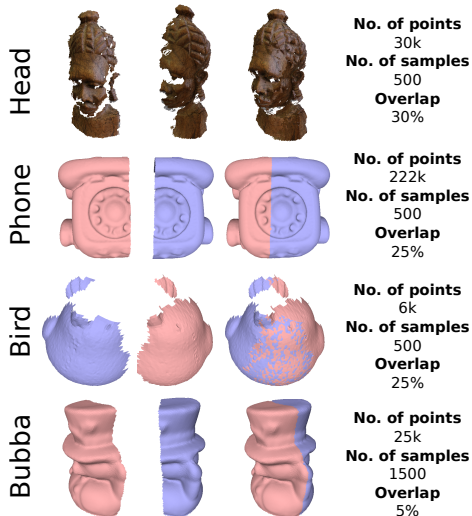 Head
No. of points
30k
No. of samples
500
Overlap
30%
Phone
No. of points
222k
No. of samples
500
Overlap
25%
Bird
No. of points
6k
No. of samples
500
Overlap
25%
Bubba
No. of points
25k
No. of samples
1500
Overlap
5%